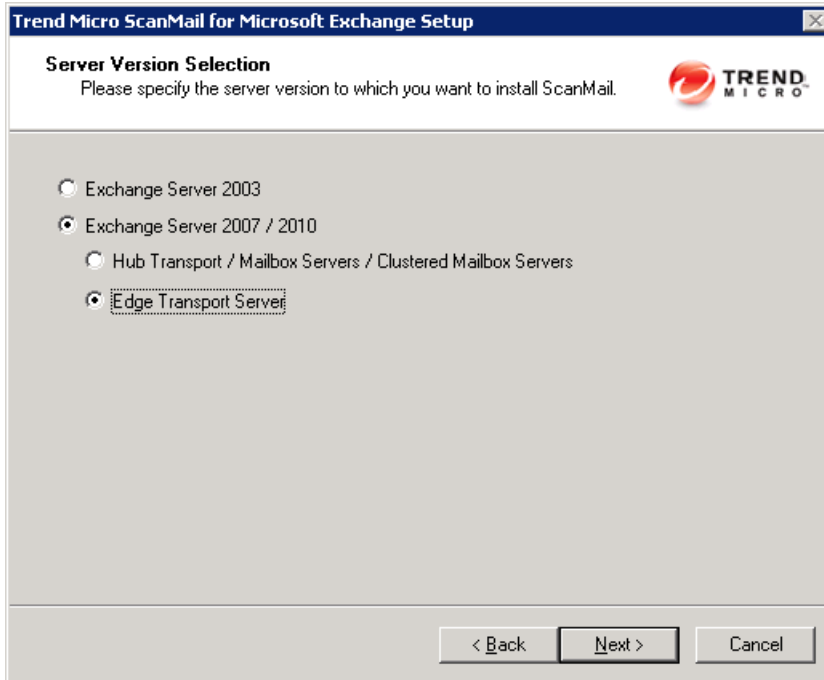 Trend Micro ScanMail for Microsoft Exchange Setup
Server Version Selection
Please specify the server version to which you want to install ScanMail.
TREND
MICRO
Exchange Server 2003
Exchange Server 2007 / 2010
Hub Transport / Mailbox Servers / Clustered Mailbox Servers
Edge Transport Server
< Back
Next >
Cancel